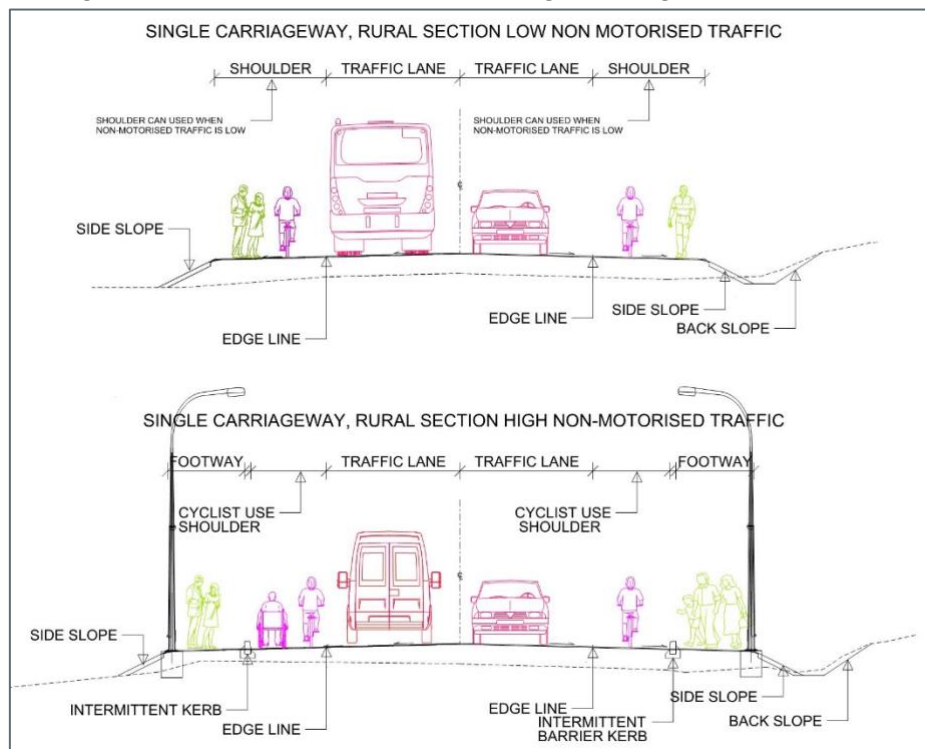 SINGLE CARRIAGEWAY, RURAL SECTION LOW NON MOTORISED TRAFFIC
SHOULDER
TRAFFIC LANE
TRAFFIC LANE
SHOULDER
SHOULDER CAN USED WHEN
NON-MOTORISED TRAFFIC IS LOW
SHOULDER CAN USED WHEN
NON-MOTORISED TRAFFIC IS LOW
SIDE SLOPE
EDGE LINE
EDGE LINE
SIDE SLOPE
BACK SLOPE
SINGLE CARRIAGEWAY, RURAL SECTION HIGH NON-MOTORISED TRAFFIC
FOOTWAY
TRAFFIC LANE
TRAFFIC LANE
FOOTWAY
CYCLIST USE
SHOULDER
CYCLIST USE
SHOULDER
SIDE SLOPE
INTERMITTENT KERB
EDGE LINE
EDGE LINE
INTERMITTENT
BARRIER KERB
SIDE SLOPE
BACK SLOPE